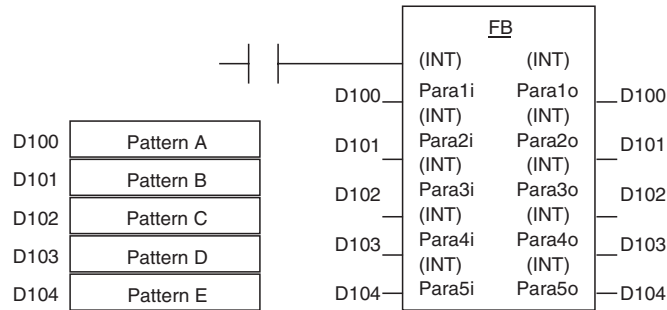 FB
(INT) (INT)
D100 Para1i Para1o D100
(INT) (INT)
D100 Pattern A D101 Para2i Para2o D101
(INT) (INT)
D101 Pattern B
D102 Pattern C D102 Para3i Para3o D102
(INT) (INT)
D103 Pattern D D103 Para4i Para4o D103
(INT) (INT)
D104 Pattern E D104 Para5i Para5o D104